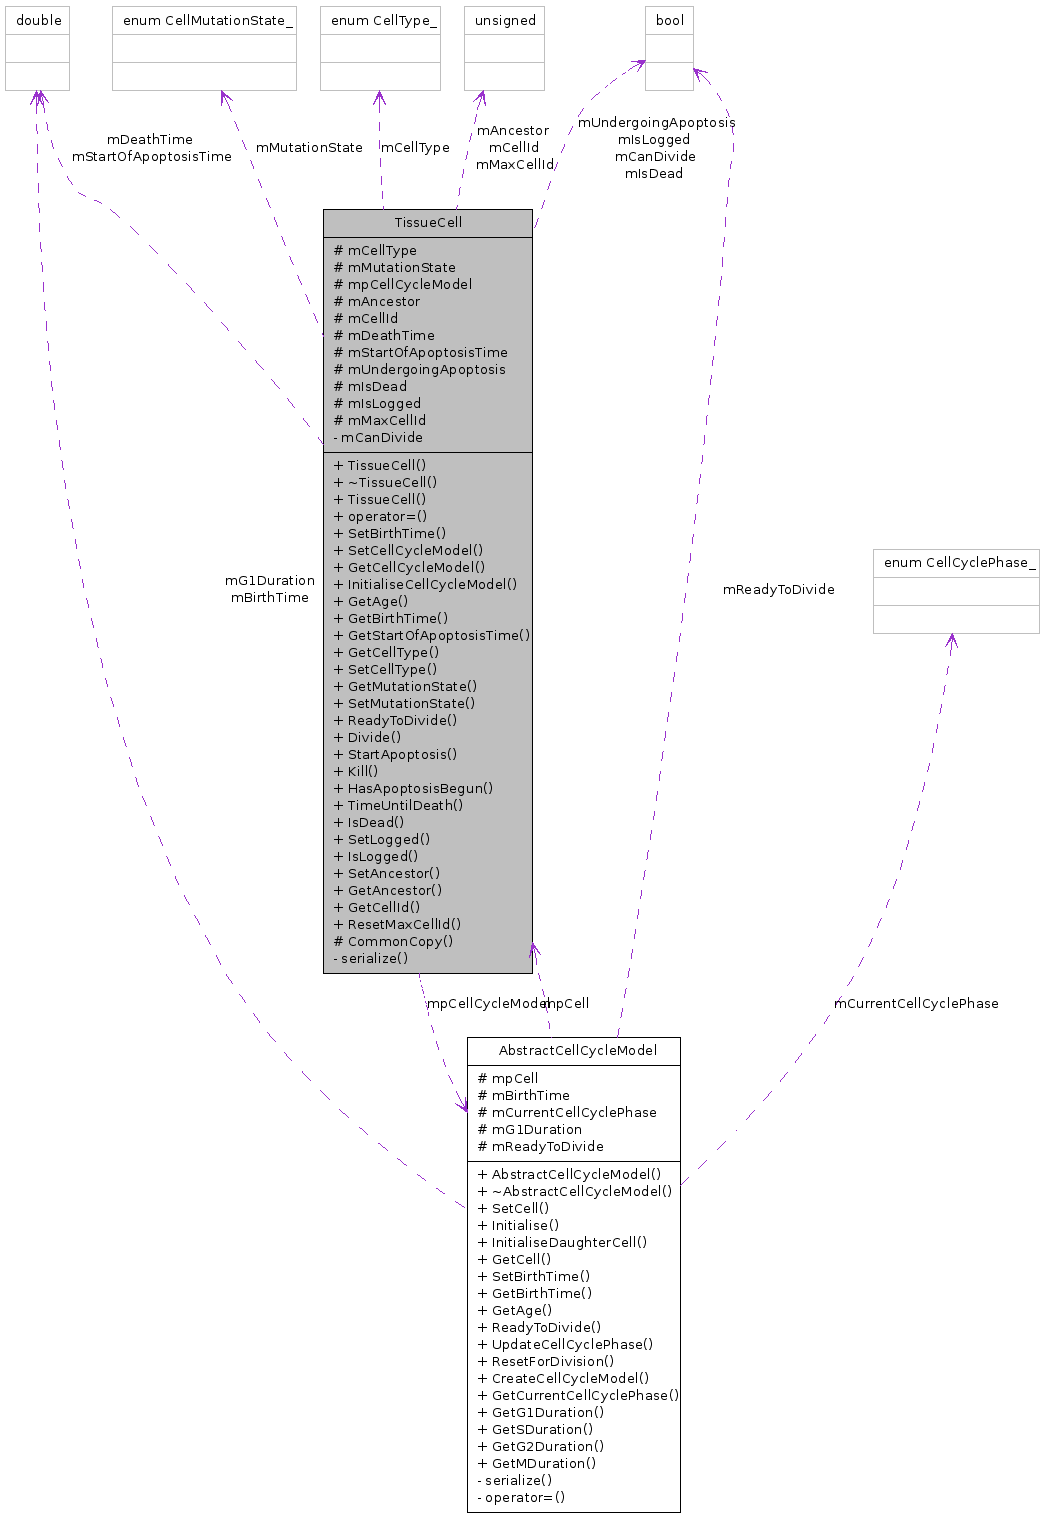 double
enum CellMutationState_
enum CellType_
unsigned
bool
mDeathTime
mStartOfApoptosisTime
mMutationState
mCellType
mAncestor
mCellId
mMaxCellId
mUndergoingApoptosis
mIsLogged
mCanDivide
mIsDead
TissueCell
# mCellType
# mMutationState
# mpCellCycleModel
# mAncestor
# mCellId
# mDeathTime
# mStartOfApoptosisTime
# mUndergoingApoptosis
# mIsDead
# mIsLogged
# mMaxCellId
- mCanDivide
+ TissueCell()
+ ~TissueCell()
+ TissueCell()
+ operator=()
+ SetBirthTime()
+ SetCellCycleModel()
+ GetCellCycleModel()
+ InitialiseCellCycleModel()
+ GetAge()
+ GetBirthTime()
+ GetStartOfApoptosisTime()
+ GetCellType()
+ SetCellType()
+ GetMutationState()
+ SetMutationState()
+ ReadyToDivide()
+ Divide()
+ StartApoptosis()
+ Kill()
+ HasApoptosisBegun()
+ TimeUntilDeath()
+ IsDead()
+ SetLogged()
+ IsLogged()
+ SetAncestor()
+ GetAncestor()
+ GetCellId()
+ ResetMaxCellId()
# CommonCopy()
- serialize()
mG1Duration
mBirthTime
mReadyToDivide
enum CellCyclePhase_
mpCellCycleModel
mpCell
mCurrentCellCyclePhase
AbstractCellCycleModel
# mpCell
# mBirthTime
# mCurrentCellCyclePhase
# mG1Duration
# mReadyToDivide
+ AbstractCellCycleModel()
+ ~AbstractCellCycleModel()
+ SetCell()
+ Initialise()
+ InitialiseDaughterCell()
+ GetCell()
+ SetBirthTime()
+ GetBirthTime()
+ GetAge()
+ ReadyToDivide()
+ UpdateCellCyclePhase()
+ ResetForDivision()
+ CreateCellCycleModel()
+ GetCurrentCellCyclePhase()
+ GetG1Duration()
+ GetSDuration()
+ GetG2Duration()
+ GetMDuration()
- serialize()
- operator=()